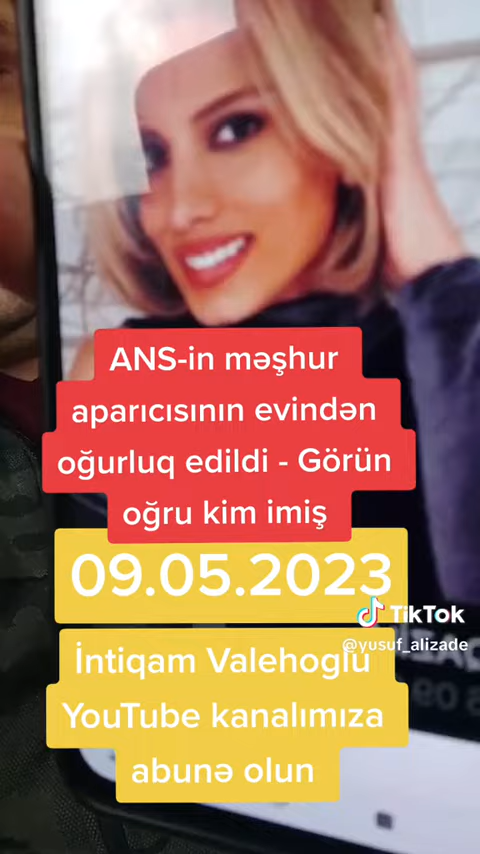 ANS-in məşhur
aparıcısının evindən
oğurluq edildi - Görün
oğru kim imiş
09.05.2023
TikTok
@yusuf_alizade
İntiqam Valehoglu
YouTube kanalımıza
abunə olun